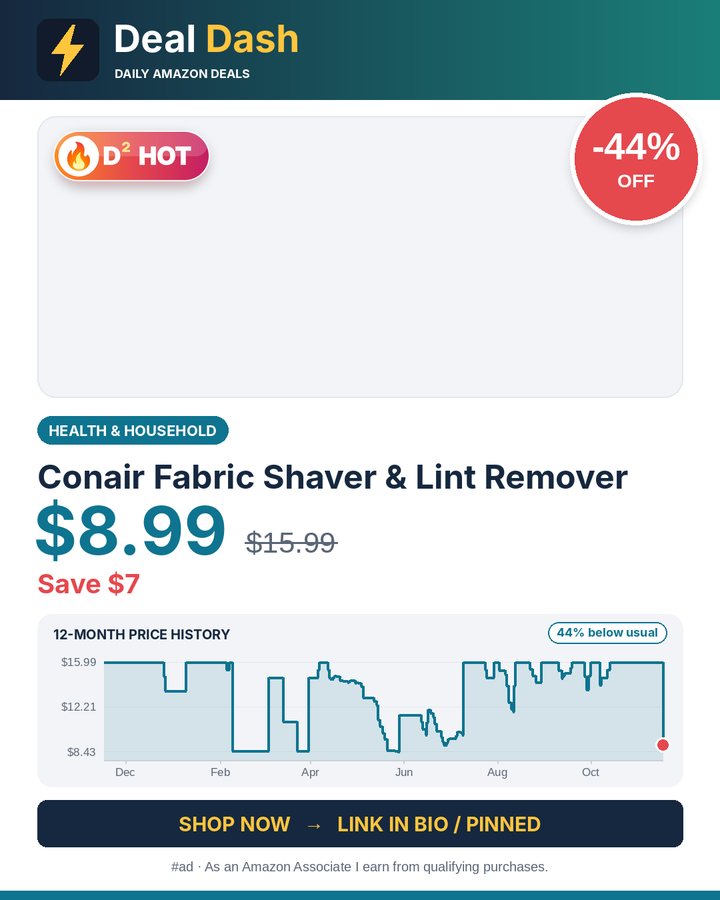 Deal Dash
DAILY AMAZON DEALS
D² HOT
-44%
OFF
HEALTH & HOUSEHOLD
Conair Fabric Shaver & Lint Remover
$8.99 $15.99
Save $7
12-MONTH PRICE HISTORY
44% below usual
$15.99
$12.21
$8.43
Dec Feb Apr Jun Aug Oct
SHOP NOW → LINK IN BIO / PINNED
#ad · As an Amazon Associate I earn from qualifying purchases.